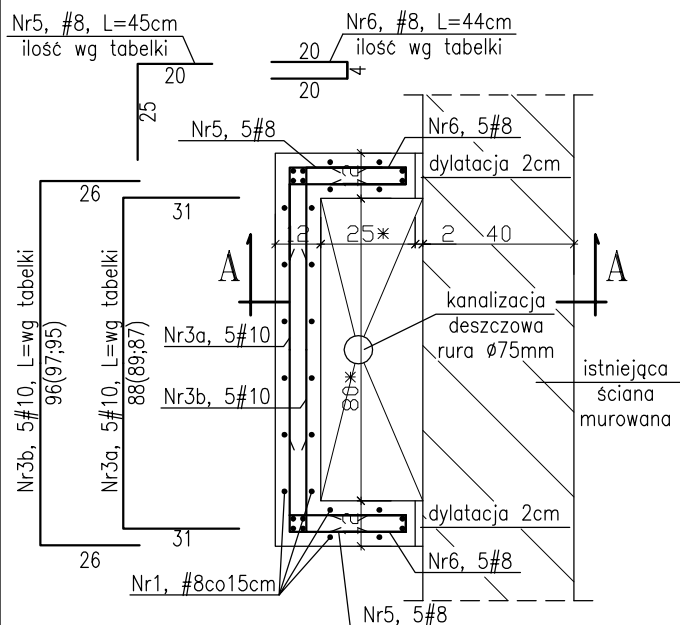 Nr5, #8, L=45cm
ilość wg tabelki
20
25
Nr6, #8, L=44cm
ilość wg tabelki
20
4
20
Nr5, 5#8
Nr6, 5#8
dylatacja 2cm
26
31
12
25*
2
40
A
A
kanalizacja
deszczowa
rura Ø75mm
Nr3a, 5#10
Nr3b, 5#10
80*
istniejąca
ściana
murowana
Nr3b, 5#10, L=wg tabelki
96(97;95)
Nr3a, 5#10, L=wg tabelki
88(89;87)
dylatacja 2cm
31
26
Nr1, #8co15cm
Nr6, 5#8
Nr5, 5#8